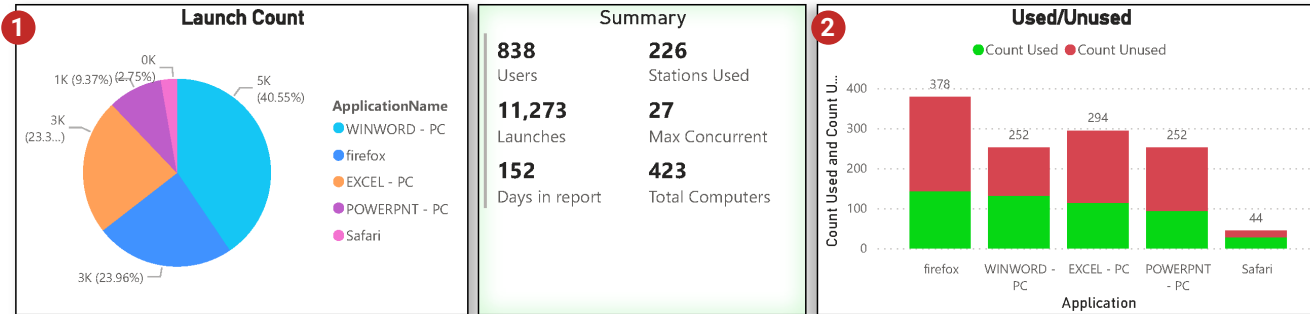 1
Launch Count
0K
(2.75%)
1K (9.37%)
5K
(40.55%)
3K
(23.3...)
3K (23.96%)
ApplicationName
WINWORD - PC
firefox
EXCEL - PC
POWERPNT - PC
Safari
Summary
838
Users
226
Stations Used
11,273
Launches
27
Max Concurrent
152
Days in report
423
Total Computers
2
Used/Unused
Count Used
Count Unused
Count Used and Count U...
400
300
200
100
0
378
252
294
252
44
firefox
WINWORD -
PC
EXCEL - PC
POWERPNT
- PC
Safari
Application